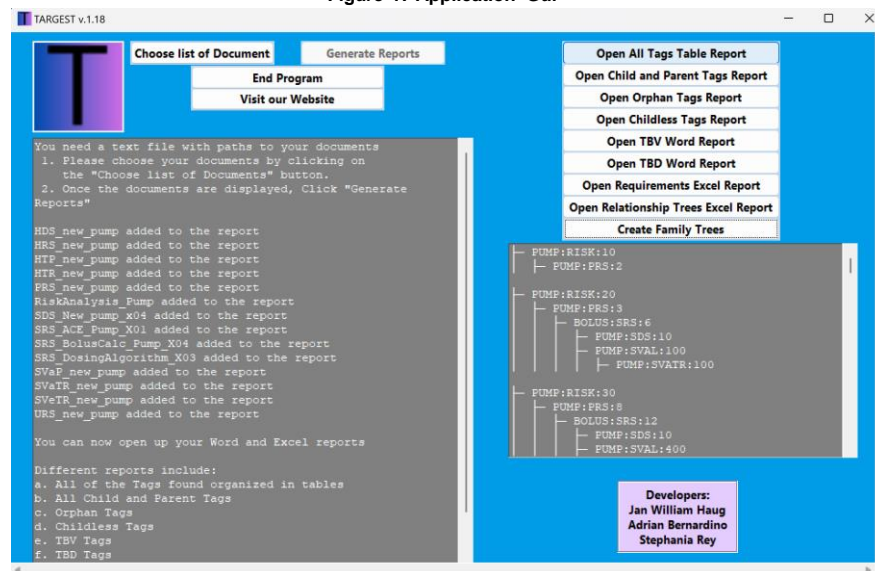 TARGEST v.1.18
Choose list of Document
Generate Reports
End Program
Visit our Website
You need a text file with paths to your documents
1. Please choose your documents by clicking on
the "Choose list of Documents" button.
2. Once the documents are displayed, Click "Generate
Reports"
HDS_new_pump added to the report
HRS_new_pump added to the report
HTP_new_pump added to the report
HTR_new_pump added to the report
PRS_new_pump added to the report
RiskAnalysis_Pump added to the report
SDS_New_pump_x04 added to the report
SRS_ACE_Pump_X01 added to the report
SRS_BolusCalc_Pump_X04 added to the report
SRS_DosingAlgorithm_X03 added to the report
SVaP_new_pump added to the report
SVaTR_new_pump added to the report
SVeTR_new_pump added to the report
URS_new_pump added to the report
You can now open up your Word and Excel reports
Different reports include:
a. All of the Tags found organized in tables
b. All Child and Parent Tags
c. Orphan Tags
d. Childless Tags
e. TBV Tags
f. TBD Tags
Open All Tags Table Report
Open Child and Parent Tags Report
Open Orphan Tags Report
Open Childless Tags Report
Open TBV Word Report
Open TBD Word Report
Open Requirements Excel Report
Open Relationship Trees Excel Report
Create Family Trees
PUMP:RISK:10
PUMP:PRS:2
PUMP:RISK:20
PUMP:PRS:3
BOLUS:SRS:6
PUMP:SDS:10
PUMP:SVAL:100
PUMP:SVATR:100
PUMP:RISK:30
PUMP:PRS:8
BOLUS:SRS:12
PUMP:SDS:10
PUMP:SVAL:400
Developers:
Jan William Haug
Adrian Bernardino
Stephania Rey